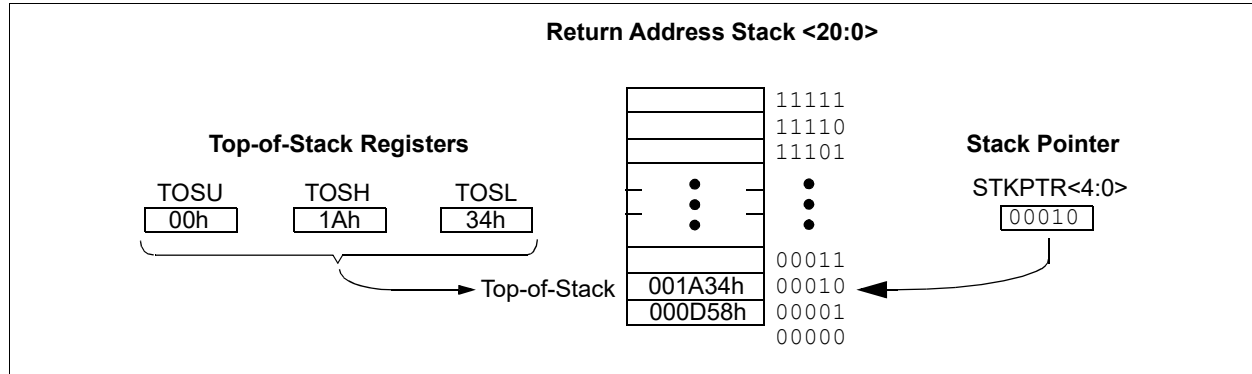 Return Address Stack <20:0>
11111
11110
11101
Top-of-Stack Registers
Stack Pointer
TOSU TOSH TOSL
STKPTR<4:0>
00h 1Ah 34h
00010
00011
Top-of-Stack 001A34h 00010
000D58h 00001
00000